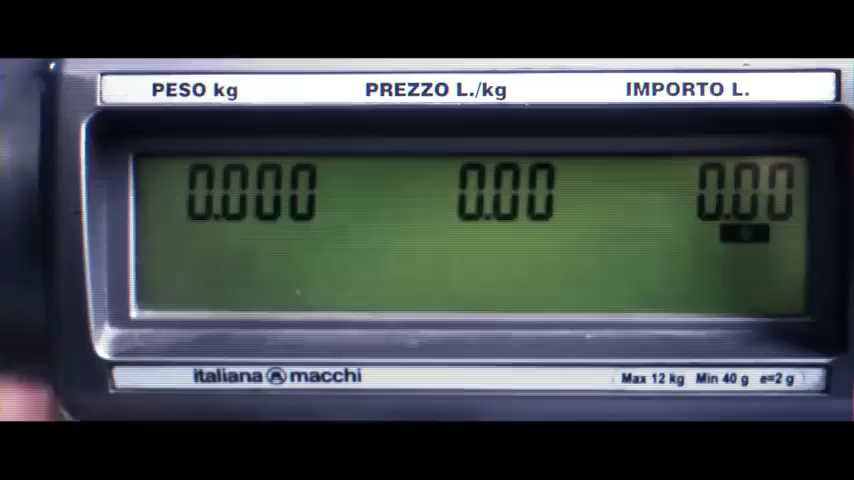 PESO kg PREZZO L./kg IMPORTO L.
0.000 0.00 0.00
italiana macchi Max 12 kg Min 40 g e=2 g